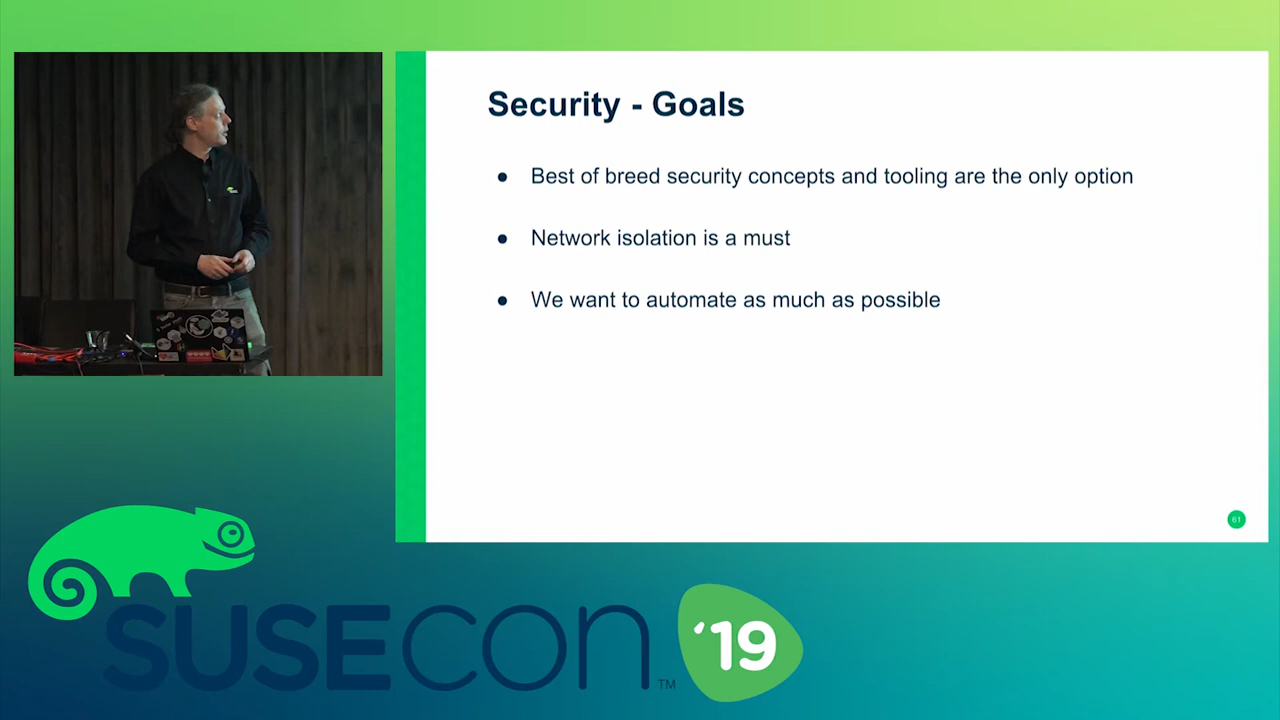 Security - Goals
● Best of breed security concepts and tooling are the only option
● Network isolation is a must
● We want to automate as much as possible
61
SUSECON TM '19